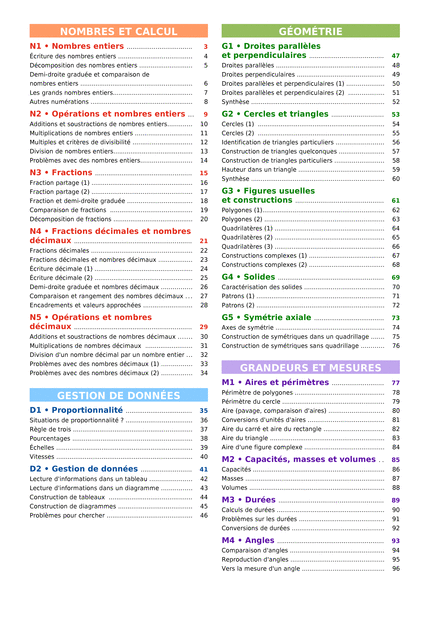 NOMBRES ET CALCUL
N1 • Nombres entiers ........................ 3
Écriture des nombres entiers ........................ 4
Décomposition des nombres entiers ........................ 5
Demi-droite graduée et comparaison de
nombres entiers ........................ 6
Les grands nombres entiers ........................ 7
Autres numérations ........................ 8
N2 • Opérations et nombres entiers ... 9
Additions et soustractions de nombres entiers ........... 10
Multiplications de nombres entiers ........................ 11
Multiples et critères de divisibilité ........................ 12
Division de nombres entiers ........................ 13
Problèmes avec des nombres entiers ........................ 14
N3 • Fractions ........................ 15
Fraction partage (1) ........................ 16
Fraction partage (2) ........................ 17
Fraction et demi-droite graduée ........................ 18
Comparaison de fractions ........................ 19
Décomposition de fractions ........................ 20
N4 • Fractions décimales et nombres
décimaux ........................ 21
Fractions décimales ........................ 22
Fractions décimales et nombres décimaux ............... 23
Écriture décimale (1) ........................ 24
Écriture décimale (2) ........................ 25
Demi-droite graduée et nombres décimaux ............... 26
Comparaison et rangement des nombres décimaux ... 27
Encadrements et valeurs approchées ........................ 28
N5 • Opérations et nombres
décimaux ........................ 29
Additions et soustractions de nombres décimaux ....... 30
Multiplications de nombres décimaux ........................ 31
Division d'un nombre décimal par un nombre entier ... 32
Problèmes avec des nombres décimaux (1) ............... 33
Problèmes avec des nombres décimaux (2) ............... 34
GESTION DE DONNÉES
D1 • Proportionnalité ........................ 35
Situations de proportionnalité ? ........................ 36
Règle de trois ........................ 37
Pourcentages ........................ 38
Échelles ........................ 39
Vitesses ........................ 40
D2 • Gestion de données ........................ 41
Lecture d'informations dans un tableau ................... 42
Lecture d'informations dans un diagramme ............... 43
Construction de tableaux ........................ 44
Construction de diagrammes ........................ 45
Problèmes pour chercher ........................ 46
GÉOMÉTRIE
G1 • Droites parallèles
et perpendiculaires ........................ 47
Droites parallèles ........................ 48
Droites perpendiculaires ........................ 49
Droites parallèles et perpendiculaires (1) ............... 50
Droites parallèles et perpendiculaires (2) ............... 51
Synthèse ........................ 52
G2 • Cercles et triangles ........................ 53
Cercles (1) ........................ 54
Cercles (2) ........................ 55
Identification de triangles particuliers ................... 56
Construction de triangles quelconques ................... 57
Construction de triangles particuliers ................... 58
Hauteur dans un triangle ........................ 59
Synthèse ........................ 60
G3 • Figures usuelles
et constructions ........................ 61
Polygones (1) ........................ 62
Polygones (2) ........................ 63
Quadrilatères (1) ........................ 64
Quadrilatères (2) ........................ 65
Quadrilatères (3) ........................ 66
Constructions complexes (1) ........................ 67
Constructions complexes (2) ........................ 68
G4 • Solides ........................ 69
Caractérisation des solides ........................ 70
Patrons (1) ........................ 71
Patrons (2) ........................ 72
G5 • Symétrie axiale ........................ 73
Axes de symétrie ........................ 74
Construction de symétriques dans un quadrillage ....... 75
Construction de symétriques sans quadrillage ........... 76
GRANDEURS ET MESURES
M1 • Aires et périmètres ........................ 77
Périmètre de polygones ........................ 78
Périmètre du cercle ........................ 79
Aire (pavage, comparaison d'aires) ........................ 80
Conversions d'unités d'aires ........................ 81
Aire du carré et aire du rectangle ........................ 82
Aire du triangle ........................ 83
Aire d'une figure complexe ........................ 84
M2 • Capacités, masses et volumes .. 85
Capacités ........................ 86
Masses ........................ 87
Volumes ........................ 88
M3 • Durées ........................ 89
Calculs de durées ........................ 90
Problèmes sur les durées ........................ 91
Conversions de durées ........................ 92
M4 • Angles ........................ 93
Comparaison d'angles ........................ 94
Reproduction d'angles ........................ 95
Vers la mesure d'un angle ........................ 96